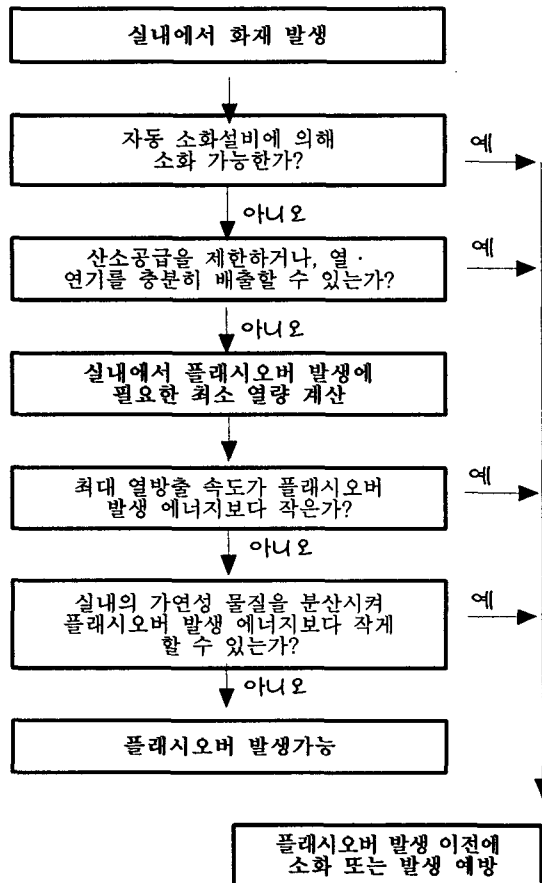 실내에서 화재 발생
자동 소화설비에 의해
소화 가능한가?
예
아니오
산소공급을 제한하거나, 열·
연기를 충분히 배출할 수 있는가?
예
아니오
실내에서 플래시오버 발생에
필요한 최소 열량 계산
최대 열방출 속도가 플래시오버
발생 에너지보다 작은가?
예
아니오
실내의 가연성 물질을 분산시켜
플래시오버 발생 에너지보다 작게
할 수 있는가?
예
아니오
플래시오버 발생가능
플래시오버 발생 이전에
소화 또는 발생 예방